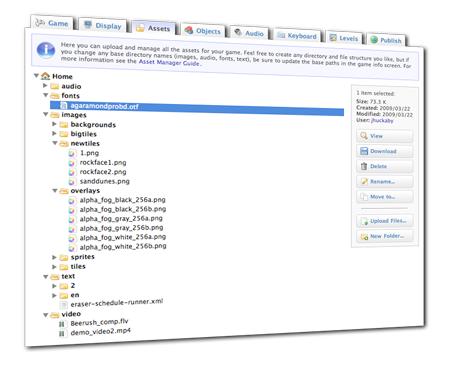 Game Display Assets Objects Audio Keyboard Levels Publish
Here you can upload and manage all the assets for your game. Feel free to create any directory and file structure you like, but if
you change any base directory names (images, audio, fonts, text), be sure to update the base paths in the game info screen. For
more information see the Asset Manager Guide.
Home
audio
fonts
agaramondprobd.otf
images
backgrounds
bigtiles
newtiles
1.png
rockface1.png
rockface2.png
sanddunes.png
overlays
alpha_fog_black_256a.png
alpha_fog_black_256b.png
alpha_fog_gray_256a.png
alpha_fog_gray_256b.png
alpha_fog_white_256a.png
alpha_fog_white_256b.png
sprites
tiles
text
2
en
eraser-schedule-runner.xml
video
Beerush_comp.flv
demo_video2.mp4
1 item selected:
Size: 73.3 K
Created: 2009/03/22
Modified: 2009/03/22
User: jhuckaby
View
Download
Delete
Rename...
Move to...
Upload Files...
New Folder...